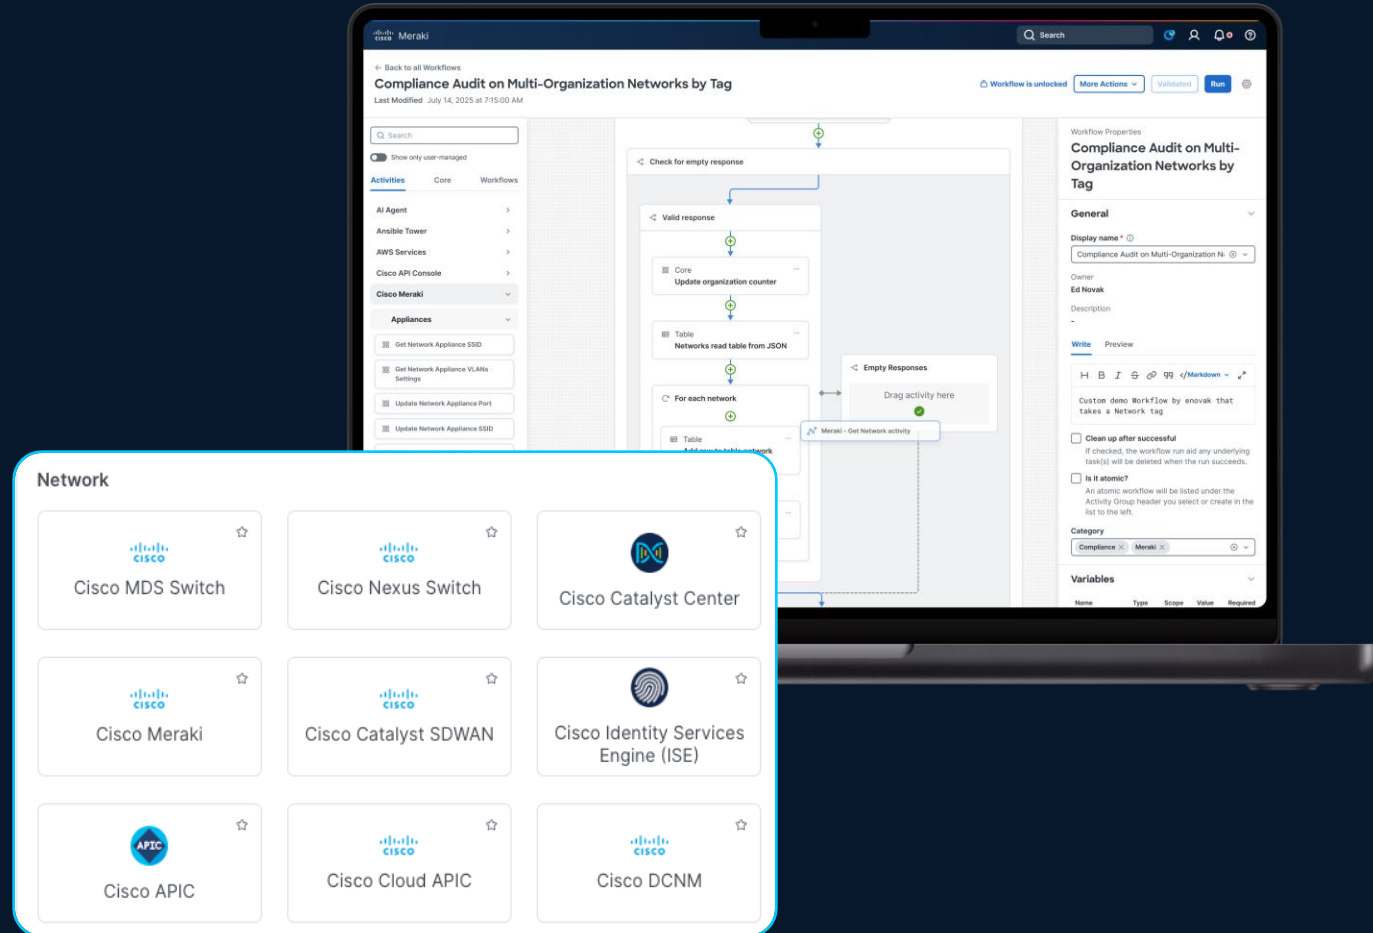 CISCO Meraki
Search
← Back to all Workflows
Compliance Audit on Multi-Organization Networks by Tag
Last Modified July 14, 2025 at 7:15:00 AM
Workflow is unlocked
More Actions
Validated
Run
Search
Show only user-managed
Activities Core Workflows
AI Agent
Ansible Tower
AWS Services
Cisco API Console
Cisco Meraki
Appliances
Get Network Appliance SSID
Get Network Appliance VLANs
Settings
Update Network Appliance Port
Update Network Appliance SSID
Check for empty response
Valid response
Core
Update organization counter
Table
Networks read table from JSON
For each network
Table
Add row to table network
Empty Responses
Drag activity here
Meraki - Get Network activity
Workflow Properties
Compliance Audit on Multi-
Organization Networks by
Tag
General
Display name *
Compliance Audit on Multi-Organization N
Owner
Ed Novak
Description
-
Write Preview
H B I S 99 </Markdown
Custom demo Workflow by enovak that
takes a Network tag
Clean up after successful
If checked, the workflow run aid any underlying
task(s) will be deleted when the run succeeds.
Is it atomic?
An atomic workflow will be listed under the
Activity Group header you select or create in the
list to the left.
Category
Compliance × Meraki ×
Variables
Name Type Scope Value Required
Network
CISCO
Cisco MDS Switch
CISCO
Cisco Nexus Switch
Cisco Catalyst Center
CISCO
Cisco Meraki
CISCO
Cisco Catalyst SDWAN
Cisco Identity Services
Engine (ISE)
APIC
Cisco APIC
CISCO
Cisco Cloud APIC
CISCO
Cisco DCNM